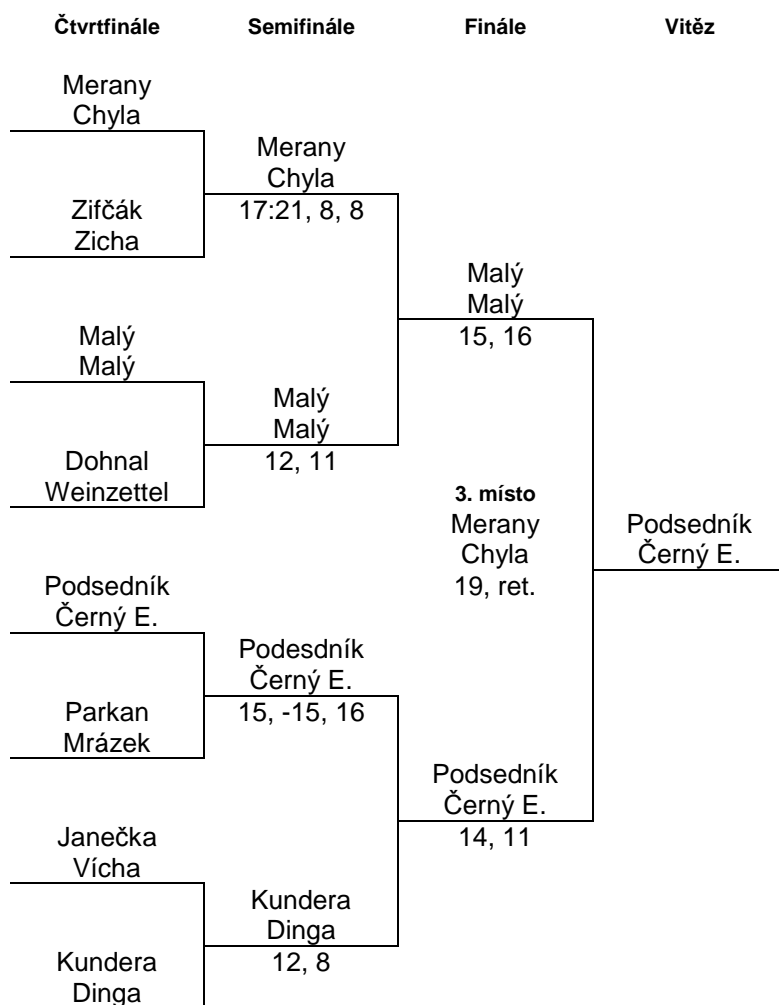 Čtvrtfinále Semifinále Finále Vitěz
Merany
Chyla
Merany
Chyla
17:21, 8, 8
Zifčák
Zicha
Malý
Malý
15, 16
Malý
Malý
Malý
Malý
12, 11
Dohnal
Weinzettel
3. místo
Merany
Chyla
19, ret.
Podsedník
Černý E.
Podsedník
Černý E.
Podesdník
Černý E.
15, -15, 16
Parkan
Mrázek
Podsedník
Černý E.
14, 11
Janečka
Vícha
Kundera
Dinga
12, 8
Kundera
Dinga